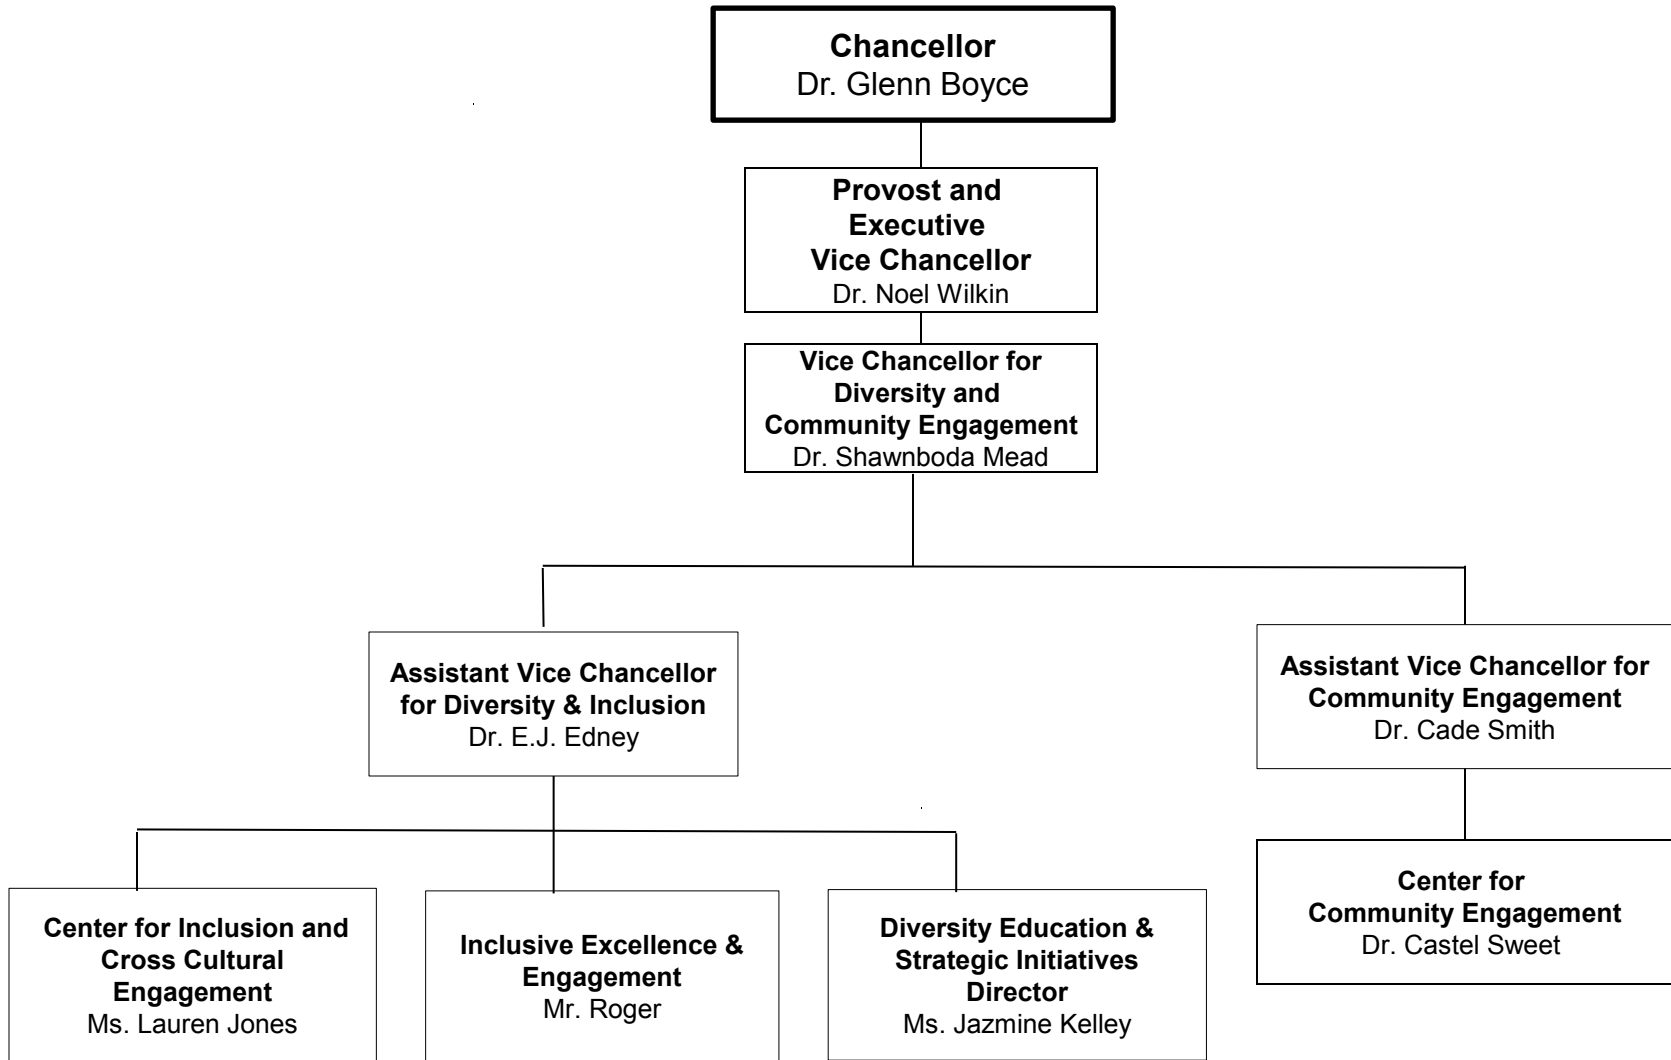 Chancellor
Dr. Glenn Boyce
Provost and
Executive
Vice Chancellor
Dr. Noel Wilkin
Vice Chancellor for
Diversity and
Community Engagement
Dr. Shawnboda Mead
Assistant Vice Chancellor
for Diversity & Inclusion
Dr. E.J. Edney
Assistant Vice Chancellor for
Community Engagement
Dr. Cade Smith
Center for Inclusion and
Cross Cultural
Engagement
Ms. Lauren Jones
Inclusive Excellence &
Engagement
Mr. Roger
Diversity Education &
Strategic Initiatives
Director
Ms. Jazmine Kelley
Center for
Community Engagement
Dr. Castel Sweet